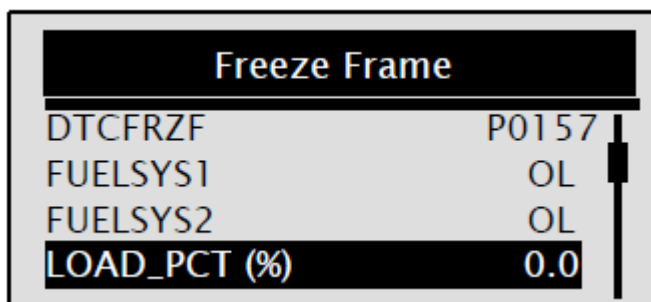 Freeze Frame
DTCFRZF P0157
FUELSYS1 OL
FUELSYS2 OL
LOAD_PCT (%) 0.0